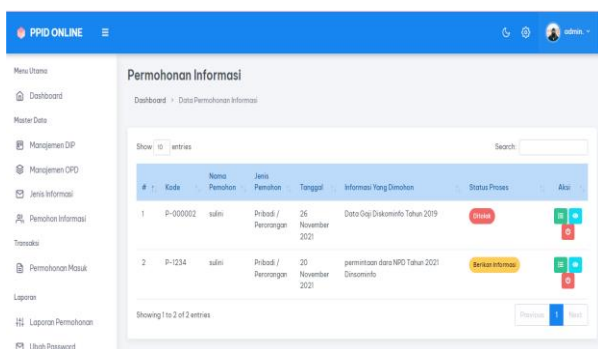 PPID ONLINE
admin.
Menu Utama
Dashboard
Master Data
Manajemen DIP
Manajemen OPD
Jenis Informasi
Pemohon Informasi
Transaksi
Permohonan Masuk
Laporan
Laporan Permohonan
Ubah Password
Permohonan Informasi
Dashboard > Data Permohonan Informasi
Show 10 entries
Search:
# Kode Nama Pemohon Jenis Pemohon Tanggal Informasi Yang Dimohon Status Proses Aksi
1 P-000002 sulini Pribadi / Perorangan 26 November 2021 Data Gaji Diskominfo Tahun 2019 Ditolak
2 P-1234 sulini Pribadi / Perorangan 20 November 2021 permintaan dara NPD Tahun 2021 Dinsominfo Berikan Informasi
Showing 1 to 2 of 2 entries
Previous 1 Next